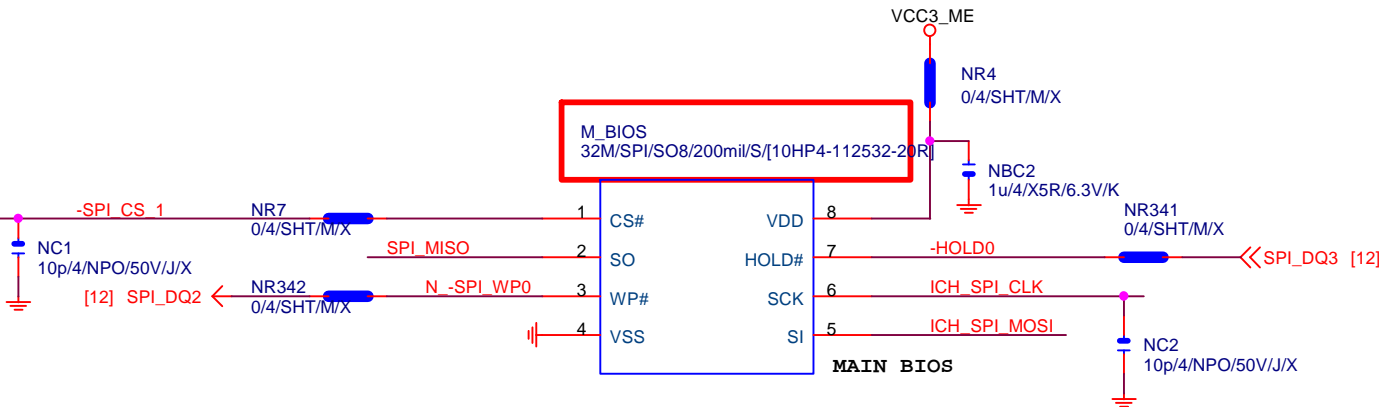 VCC3_ME
NR4
0/4/SHT/M/X
M_BIOS
32M/SPI/SO8/200mil/S/[10HP4-112532-20R]
NBC2
1u/4/X5R/6.3V/K
-SPI_CS_1
NR7
0/4/SHT/M/X
1
CS#
VDD
8
NR341
0/4/SHT/M/X
NC1
10p/4/NPO/50V/J/X
SPI_MISO
2
SO
HOLD#
7
-HOLD0
SPI_DQ3 [12]
[12] SPI_DQ2
NR342
0/4/SHT/M/X
N_-SPI_WP0
3
WP#
SCK
6
ICH_SPI_CLK
4
VSS
SI
5
ICH_SPI_MOSI
NC2
10p/4/NPO/50V/J/X
MAIN BIOS